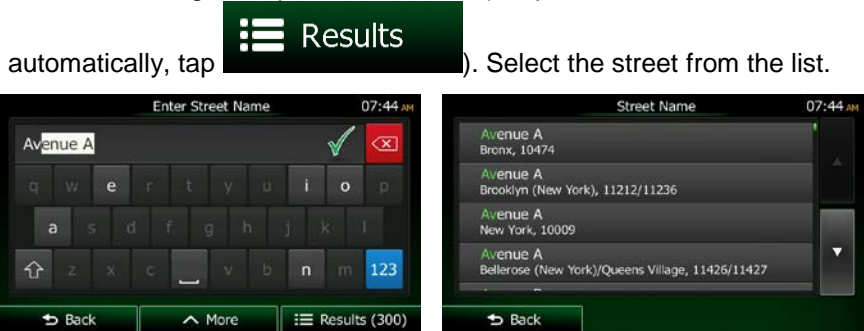 Results
automatically, tap ). Select the street from the list.
Enter Street Name 07:44 AM
Avenue A
q w e r t y u i o p
a s d f g h j k l
z x c v b n m 123
Back More Results (300)
Street Name 07:44 AM
Avenue A
Bronx, 10474
Avenue A
Brooklyn (New York), 11212/11236
Avenue A
New York, 10009
Avenue A
Bellerose (New York)/Queens Village, 11426/11427
Back